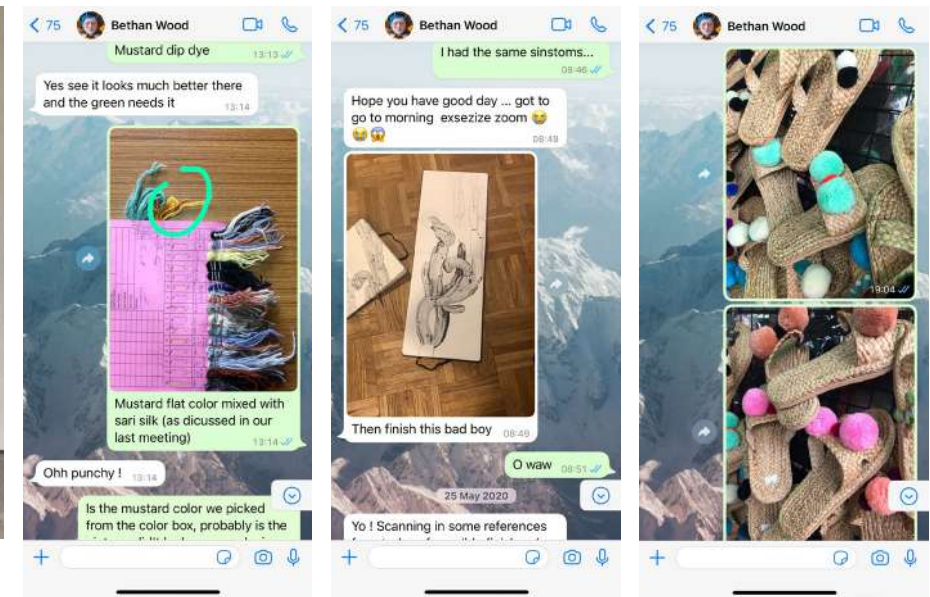 75
Bethan Wood
Mustard dip dye
13:13
Yes see it looks much better there
and the green needs it
13:14
Mustard flat color mixed with
sari silk (as dicussed in our
last meeting)
13:14
Ohh punchy !
13:14
Is the mustard color we picked
from the color box, probably is the
75
Bethan Wood
I had the same sinstoms...
08:46
Hope you have good day ... got to
go to morning exsezize zoom 😂
😭😱
08:49
Then finish this bad boy
08:49
O waw
08:51
25 May 2020
Yo ! Scanning in some references
75
Bethan Wood
19:04